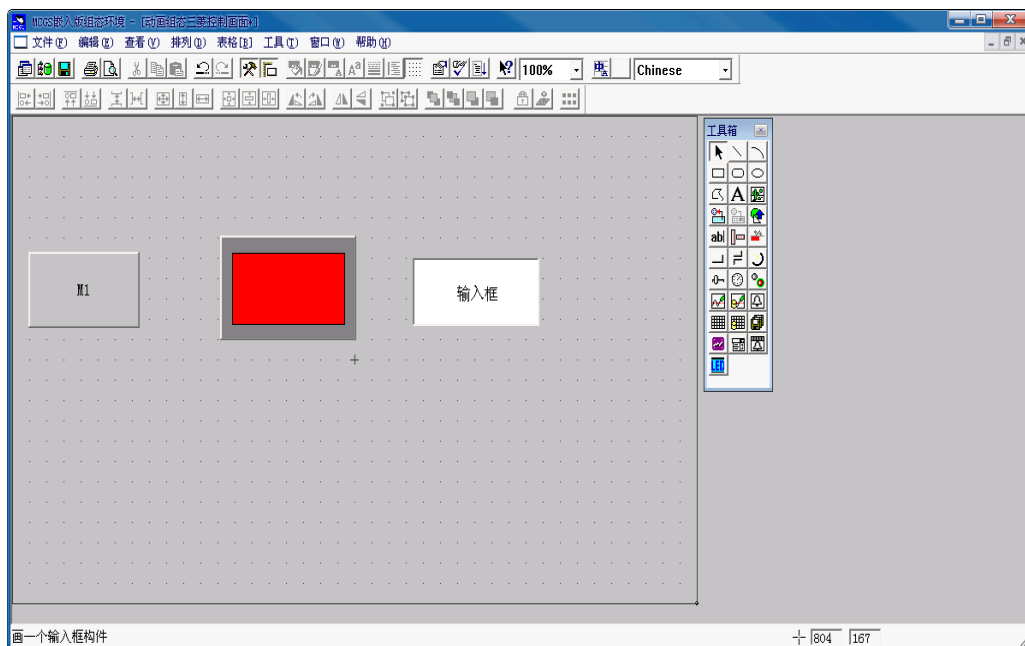 MCGS嵌入版组态环境 - [动画组态三菱控制画面*]
文件(F) 编辑(E) 查看(V) 排列(D) 表格[B] 工具(T) 窗口(W) 帮助(H)
100% Chinese
工具箱
A
ab|
M1
输入框
LED
画一个输入框构件
804 167